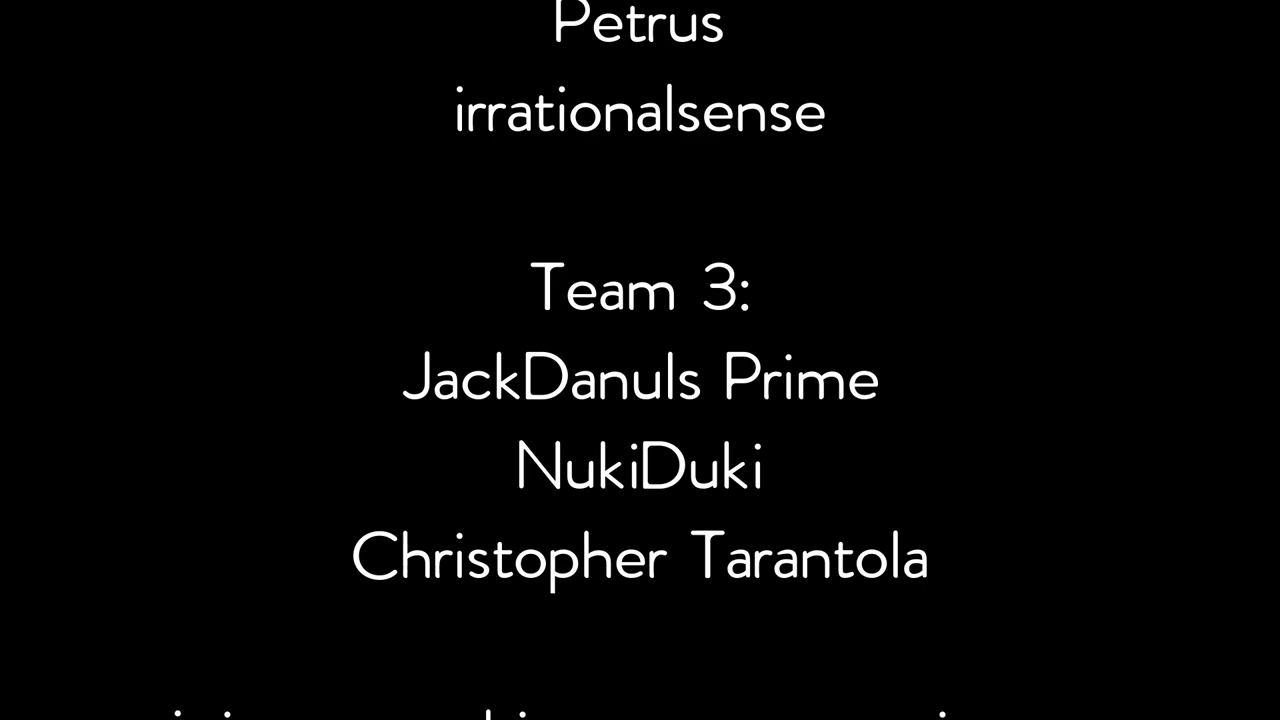 Petrus
irrationalsense
Team 3:
JackDanuls Prime
NukiDuki
Christopher Tarantola